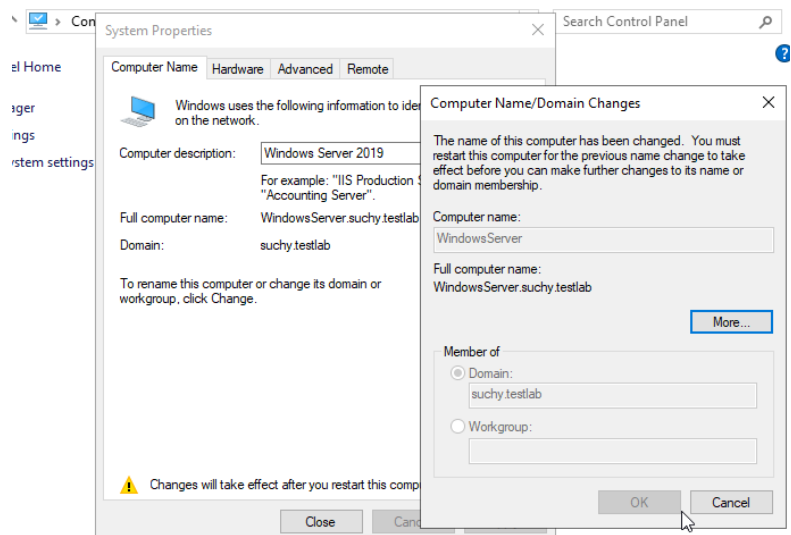 Con
Search Control Panel
System Properties
el Home
Computer Name Hardware Advanced Remote
ager
ings
stem settings
Windows uses the following information to
on the network.
Computer description: Windows Server 2019
For example: "IIS Production
"Accounting Server".
Full computer name: WindowsServer.suchy.testlab
Domain: suchy.testlab
To rename this computer or change its domain or
workgroup, click Change.
Changes will take effect after you restart this comp
Close Canc
Computer Name/Domain Changes
The name of this computer has been changed. You must
restart this computer for the previous name change to take
effect before you can make further changes to its name or
domain membership.
Computer name:
WindowsServer
Full computer name:
WindowsServer.suchy.testlab
More...
Member of
Domain:
suchy.testlab
Workgroup:
OK Cancel